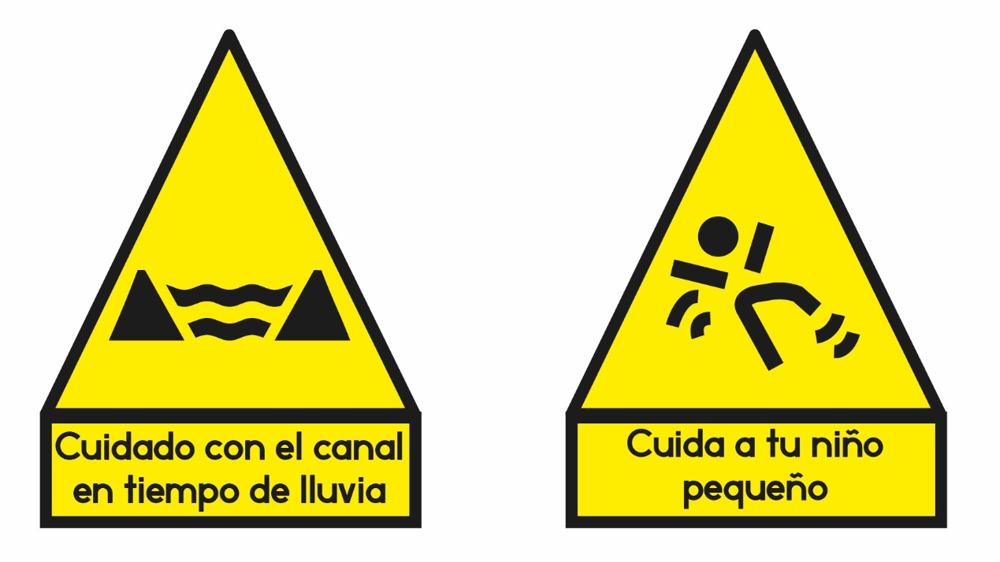 Cuidado con el canal
en tiempo de lluvia
Cuida a tu niño
pequeño